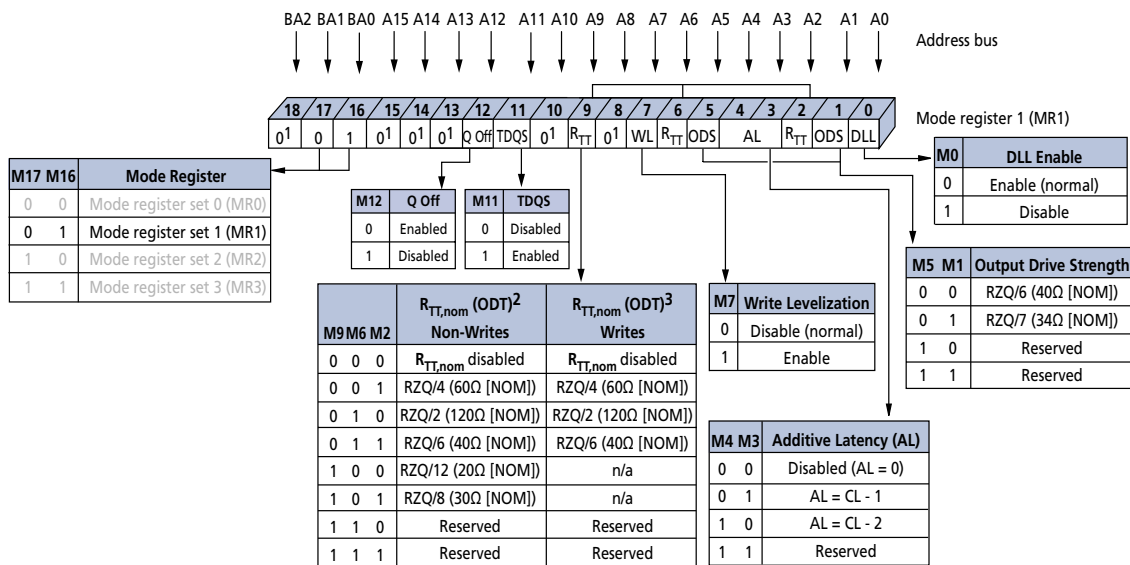 BA2 BA1 BA0 A15 A14 A13 A12 A11 A10 A9 A8 A7 A6 A5 A4 A3 A2 A1 A0
Address bus
18 17 16 15 14 13 12 11 10 9 8 7 6 5 4 3 2 1 0
0¹ 0 1 0¹ 0¹ 0¹ Q Off TDQS 0¹ RTT 0¹ WL RTT ODS AL RTT ODS DLL
Mode register 1 (MR1)
M17 M16 Mode Register
0 0 Mode register set 0 (MR0)
0 1 Mode register set 1 (MR1)
1 0 Mode register set 2 (MR2)
1 1 Mode register set 3 (MR3)
M12 Q Off
0 Enabled
1 Disabled
M11 TDQS
0 Disabled
1 Enabled
M0 DLL Enable
0 Enable (normal)
1 Disable
M5 M1 Output Drive Strength
0 0 RZQ/6 (40Ω [NOM])
0 1 RZQ/7 (34Ω [NOM])
1 0 Reserved
1 1 Reserved
M9 M6 M2 RTT,nom (ODT)² Non-Writes RTT,nom (ODT)³ Writes
0 0 0 RTT,nom disabled RTT,nom disabled
0 0 1 RZQ/4 (60Ω [NOM]) RZQ/4 (60Ω [NOM])
0 1 0 RZQ/2 (120Ω [NOM]) RZQ/2 (120Ω [NOM])
0 1 1 RZQ/6 (40Ω [NOM]) RZQ/6 (40Ω [NOM])
1 0 0 RZQ/12 (20Ω [NOM]) n/a
1 0 1 RZQ/8 (30Ω [NOM]) n/a
1 1 0 Reserved Reserved
1 1 1 Reserved Reserved
M7 Write Levelization
0 Disable (normal)
1 Enable
M4 M3 Additive Latency (AL)
0 0 Disabled (AL = 0)
0 1 AL = CL - 1
1 0 AL = CL - 2
1 1 Reserved